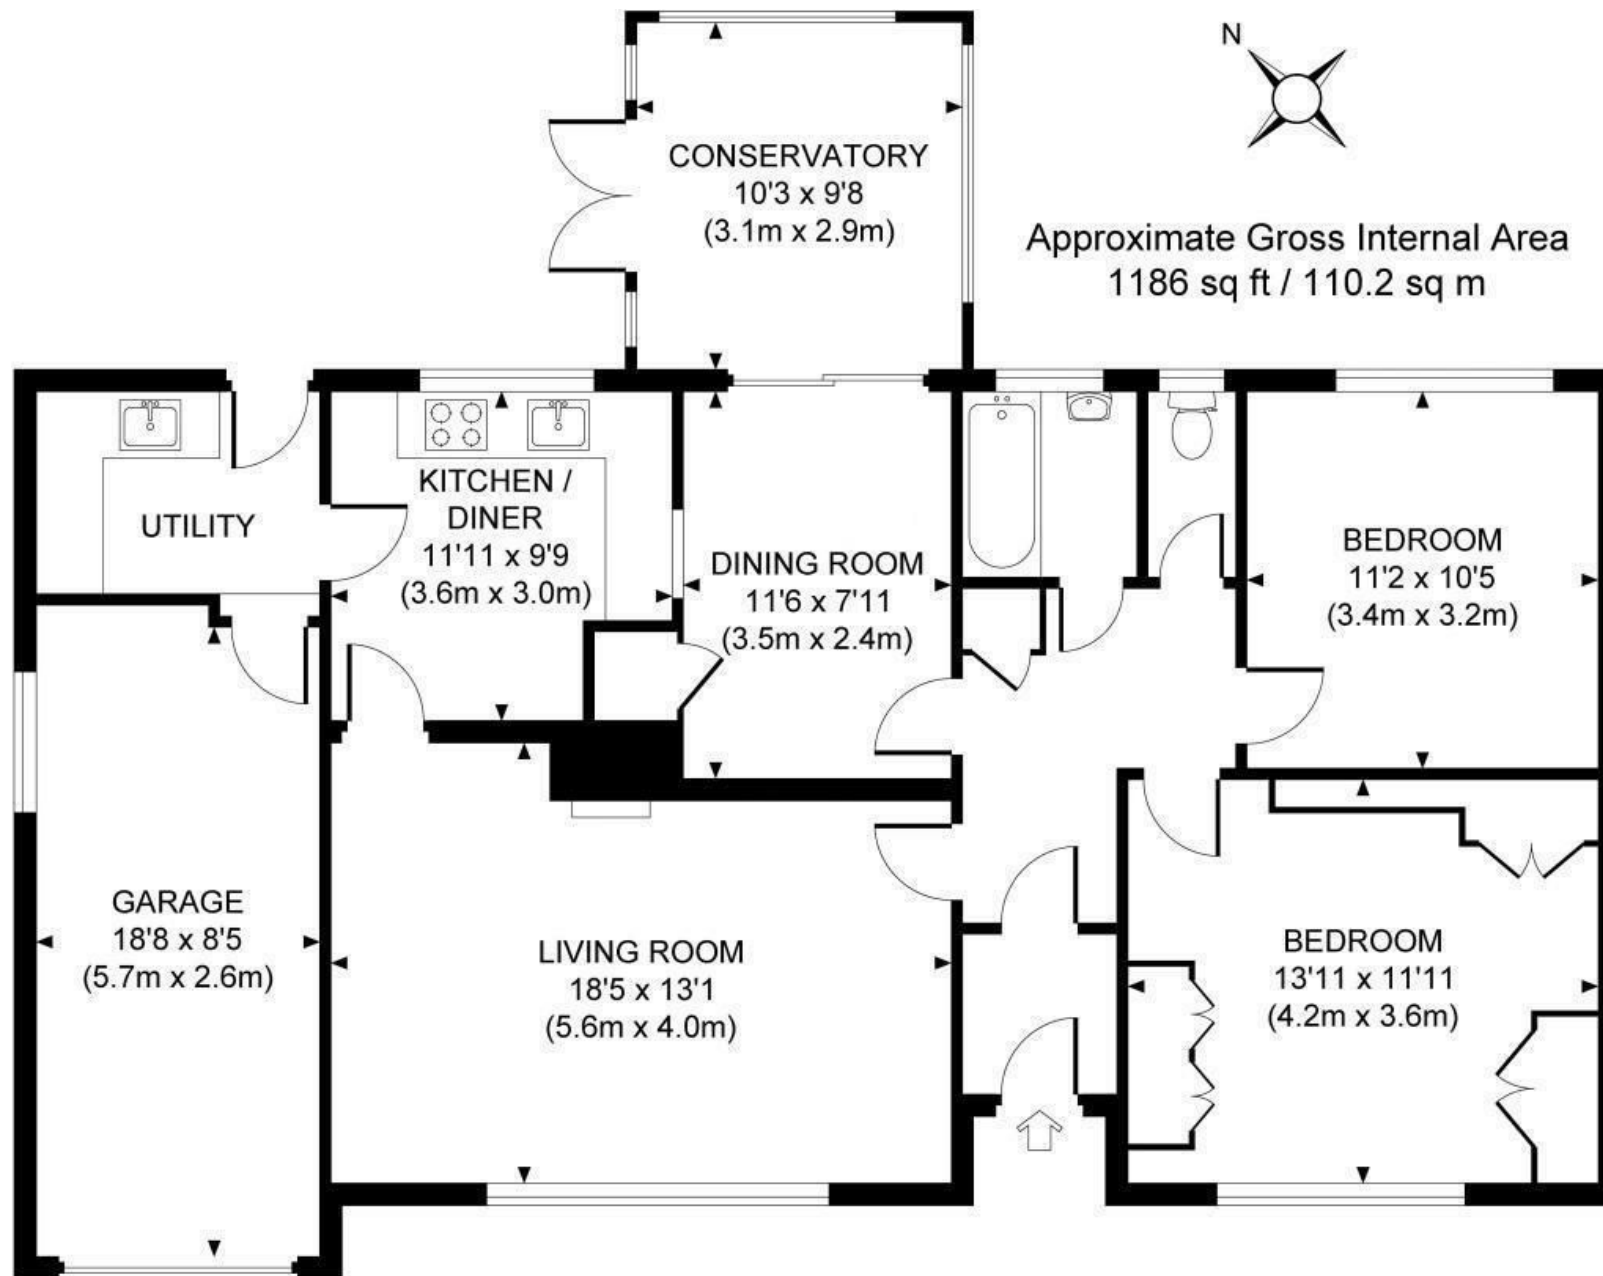 N
CONSERVATORY
10'3 x 9'8
(3.1m x 2.9m)
Approximate Gross Internal Area
1186 sq ft / 110.2 sq m
UTILITY
KITCHEN /
DINER
11'11 x 9'9
(3.6m x 3.0m)
DINING ROOM
11'6 x 7'11
(3.5m x 2.4m)
BEDROOM
11'2 x 10'5
(3.4m x 3.2m)
GARAGE
18'8 x 8'5
(5.7m x 2.6m)
LIVING ROOM
18'5 x 13'1
(5.6m x 4.0m)
BEDROOM
13'11 x 11'11
(4.2m x 3.6m)